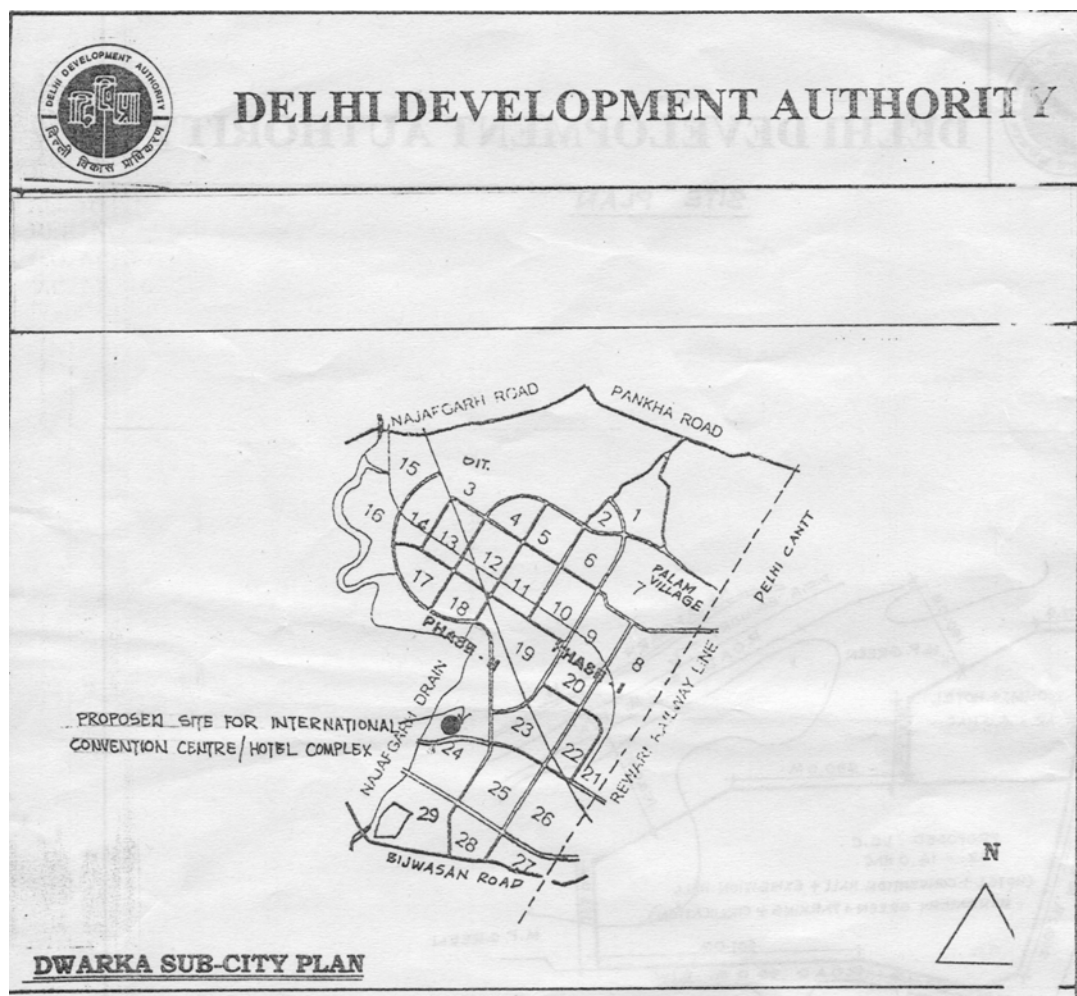 DELHI DEVELOPMENT AUTHORITY
दिल्ली विकास प्राधिकरण
DELHI DEVELOPMENT AUTHORITY
NAJAFGARH ROAD
PANKHA ROAD
15
DIT.
3
16
14
13
4
5
2
1
12
6
PALAM
VILLAGE
7
DELHI CANTT
17
11
10
18
9
PHASE - II
19
PHASE - I
8
20
NAJAFGARH DRAIN
REWARI RAILWAY LINE
PROPOSED SITE FOR INTERNATIONAL
CONVENTION CENTRE/HOTEL COMPLEX
23
24
22
21
25
26
29
28
27
BIJWASAN ROAD
N
DWARKA SUB-CITY PLAN